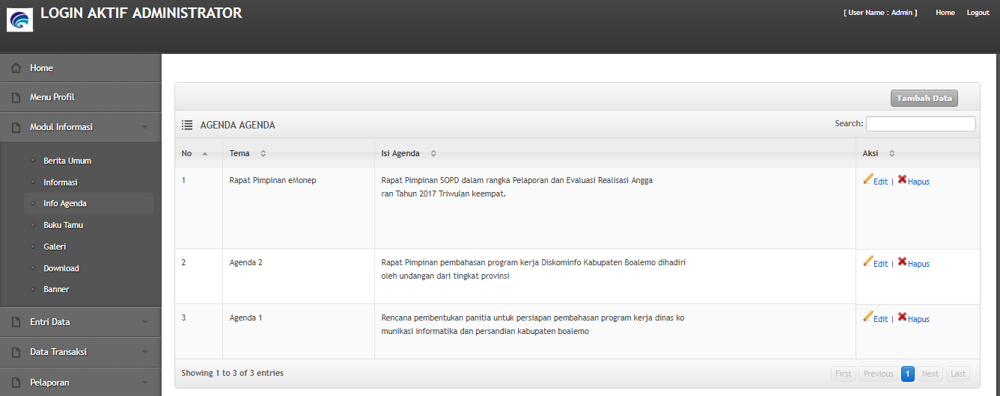 LOGIN AKTIF ADMINISTRATOR
[ User Name : Admin ] Home Logout
Home
Menu Profil
Modul Informasi
Berita Umum
Informasi
Info Agenda
Buku Tamu
Galeri
Download
Banner
Entri Data
Data Transaksi
Pelaporan
Tambah Data
AGENDA AGENDA
Search:
No Tema Isi Agenda Aksi
1 Rapat Pimpinan eMonep Rapat Pimpinan SOPD dalam rangka Pelaporan dan Evaluasi Realisasi Angga Edit | Hapus
ran Tahun 2017 Triwulan keempat.
2 Agenda 2 Rapat Pimpinan pembahasan program kerja Diskominfo Kabupaten Boalemo dihadiri Edit | Hapus
oleh undangan dari tingkat provinsi
3 Agenda 1 Rencana pembentukan panitia untuk persiapan pembahasan program kerja dinas ko Edit | Hapus
munikasi informatika dan persandian kabupaten boalemo
Showing 1 to 3 of 3 entries First Previous 1 Next Last